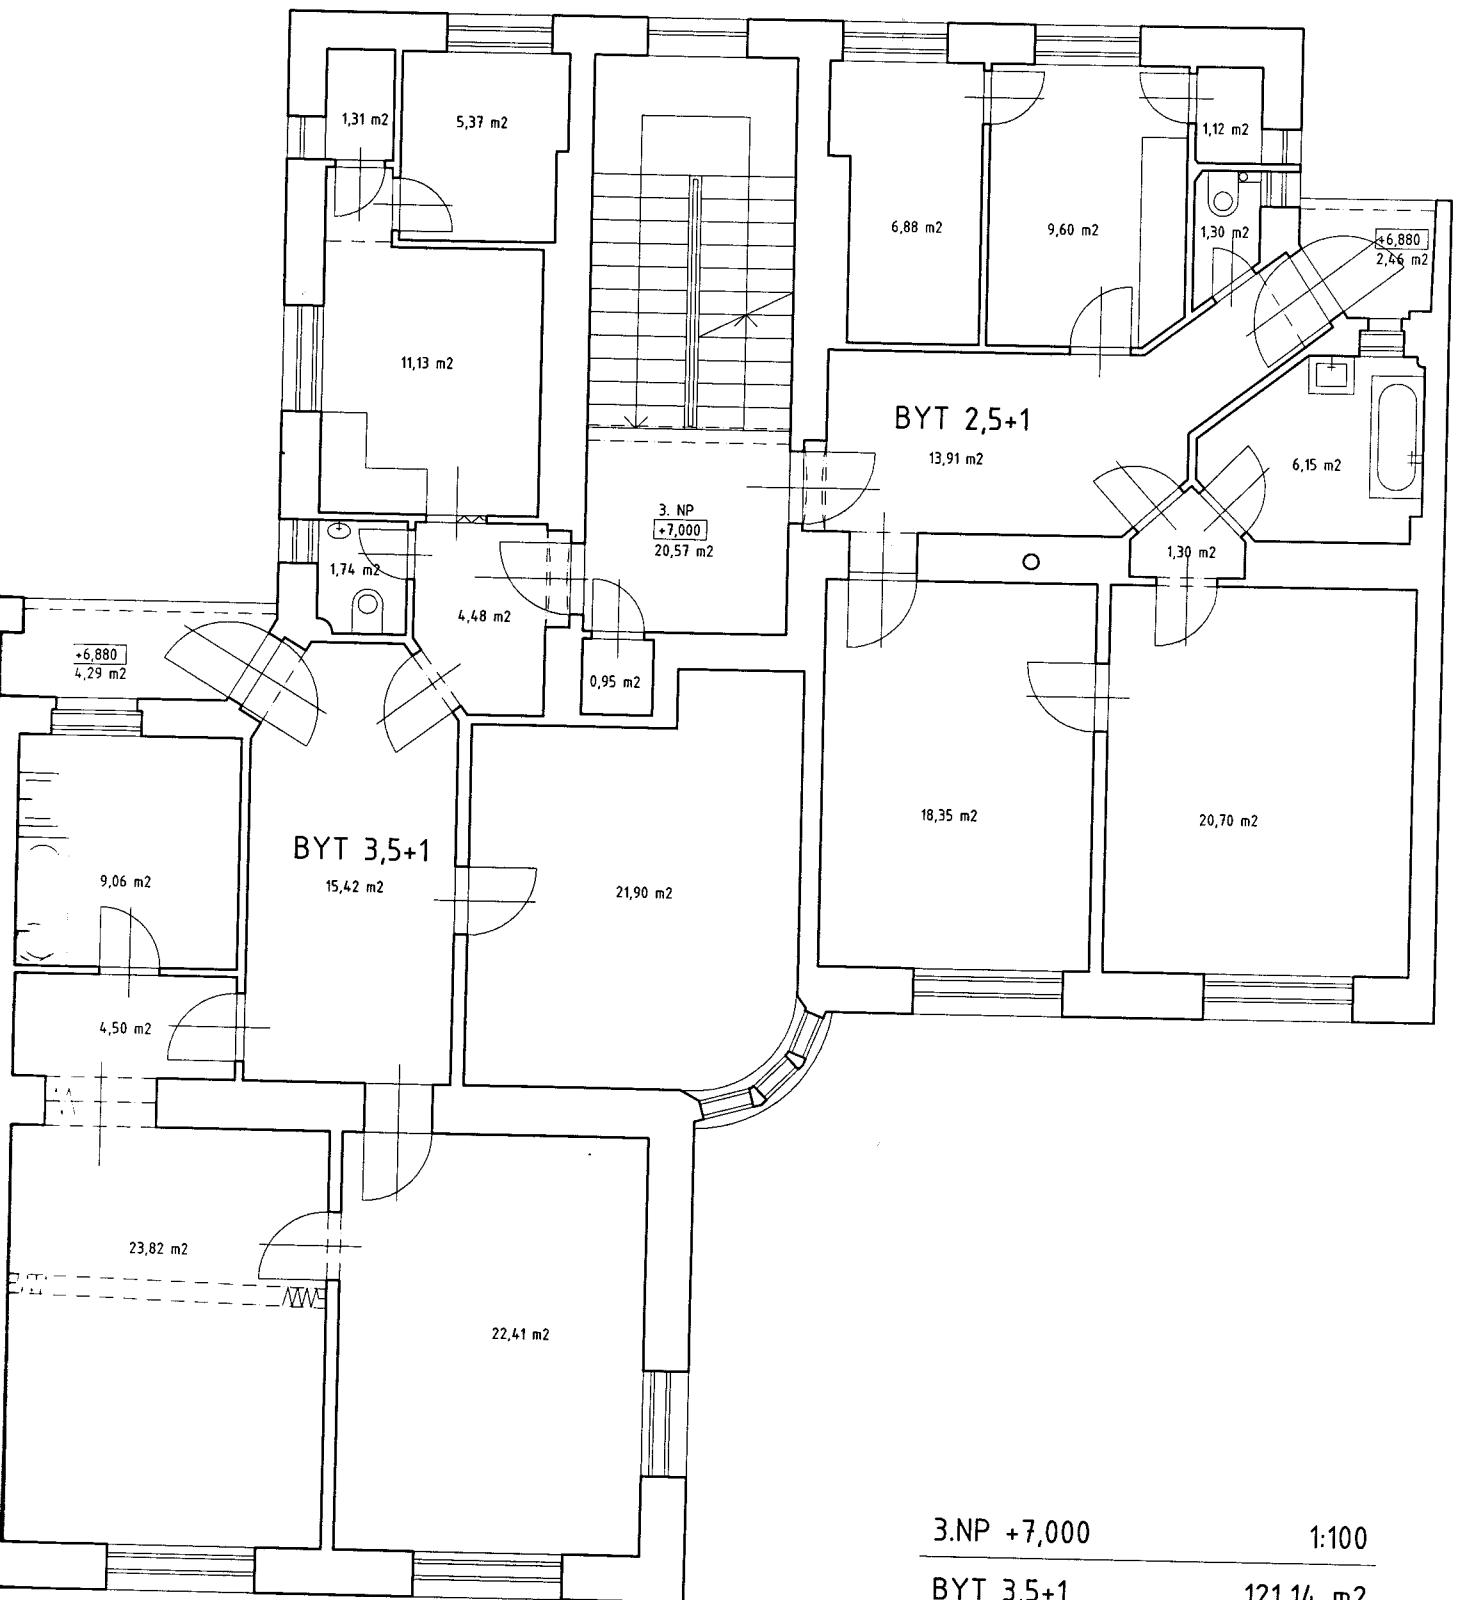 1,31 m2
5,37 m2
1,12 m2
6,88 m2
9,60 m2
1,30 m2
+6,880
2,46 m2
11,13 m2
BYT 2,5+1
13,91 m2
6,15 m2
3. NP
+7,000
20,57 m2
1,30 m2
1,74 m2
4,48 m2
+6,880
4,29 m2
0,95 m2
18,35 m2
20,70 m2
BYT 3,5+1
15,42 m2
9,06 m2
21,90 m2
4,50 m2
23,82 m2
22,41 m2
3.NP +7,000 1:100
BYT 3,5+1 121,14 m2